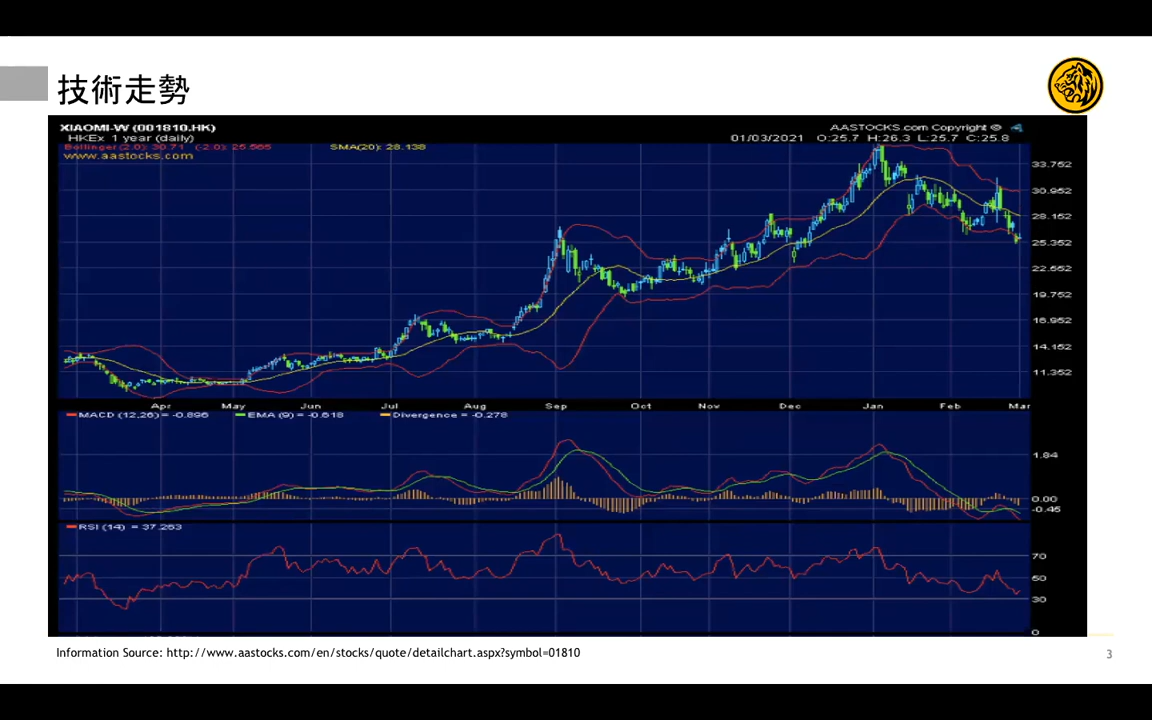 技術走勢
XIAOMI-W (001810.HK)
AASTOCKS.com Copyright ©
HKEx 1 year (daily)
01/03/2021 O:25.7 H:26.3 L:25.7 C:25.8
Bollinger(2.0): 30.71 (-2.0): 25.565 SMA(20): 28.138
www.aastocks.com
33.752
30.952
28.152
25.352
22.552
19.752
16.952
14.152
11.352
Apr May Jun Jul Aug Sep Oct Nov Dec Jan Feb Mar
MACD (12,26) = -0.896 EMA (9) = -0.618 Divergence = -0.278
1.84
0.00
-0.46
RSI (14) = 37.253
70
50
30
0
Information Source: http://www.aastocks.com/en/stocks/quote/detailchart.aspx?symbol=01810
3